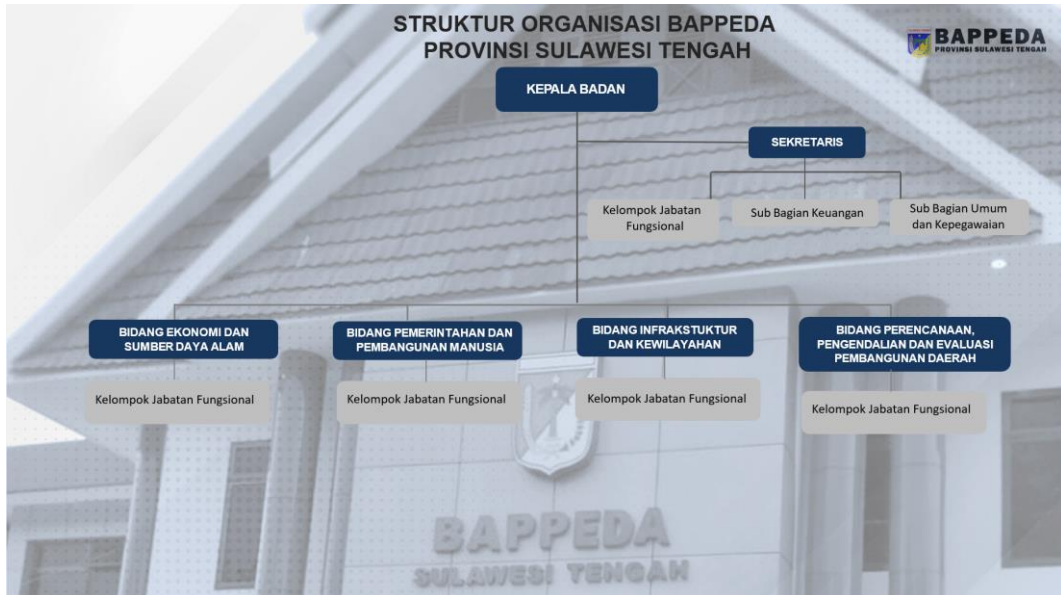 STRUKTUR ORGANISASI BAPPEDA
PROVINSI SULAWESI TENGAH
BAPPEDA
PROVINSI SULAWESI TENGAH
KEPALA BADAN
SEKRETARIS
Kelompok Jabatan
Fungsional
Sub Bagian Keuangan
Sub Bagian Umum
dan Kepegawaian
BIDANG EKONOMI DAN
SUMBER DAYA ALAM
BIDANG PEMERINTAHAN DAN
PEMBANGUNAN MANUSIA
BIDANG INFRAKSTUKTUR
DAN KEWILAYAHAN
BIDANG PERENCANAAN,
PENGENDALIAN DAN EVALUASI
PEMBANGUNAN DAERAH
Kelompok Jabatan Fungsional
Kelompok Jabatan Fungsional
Kelompok Jabatan Fungsional
Kelompok Jabatan Fungsional
BAPPEDA
SULAWESI TENGAH